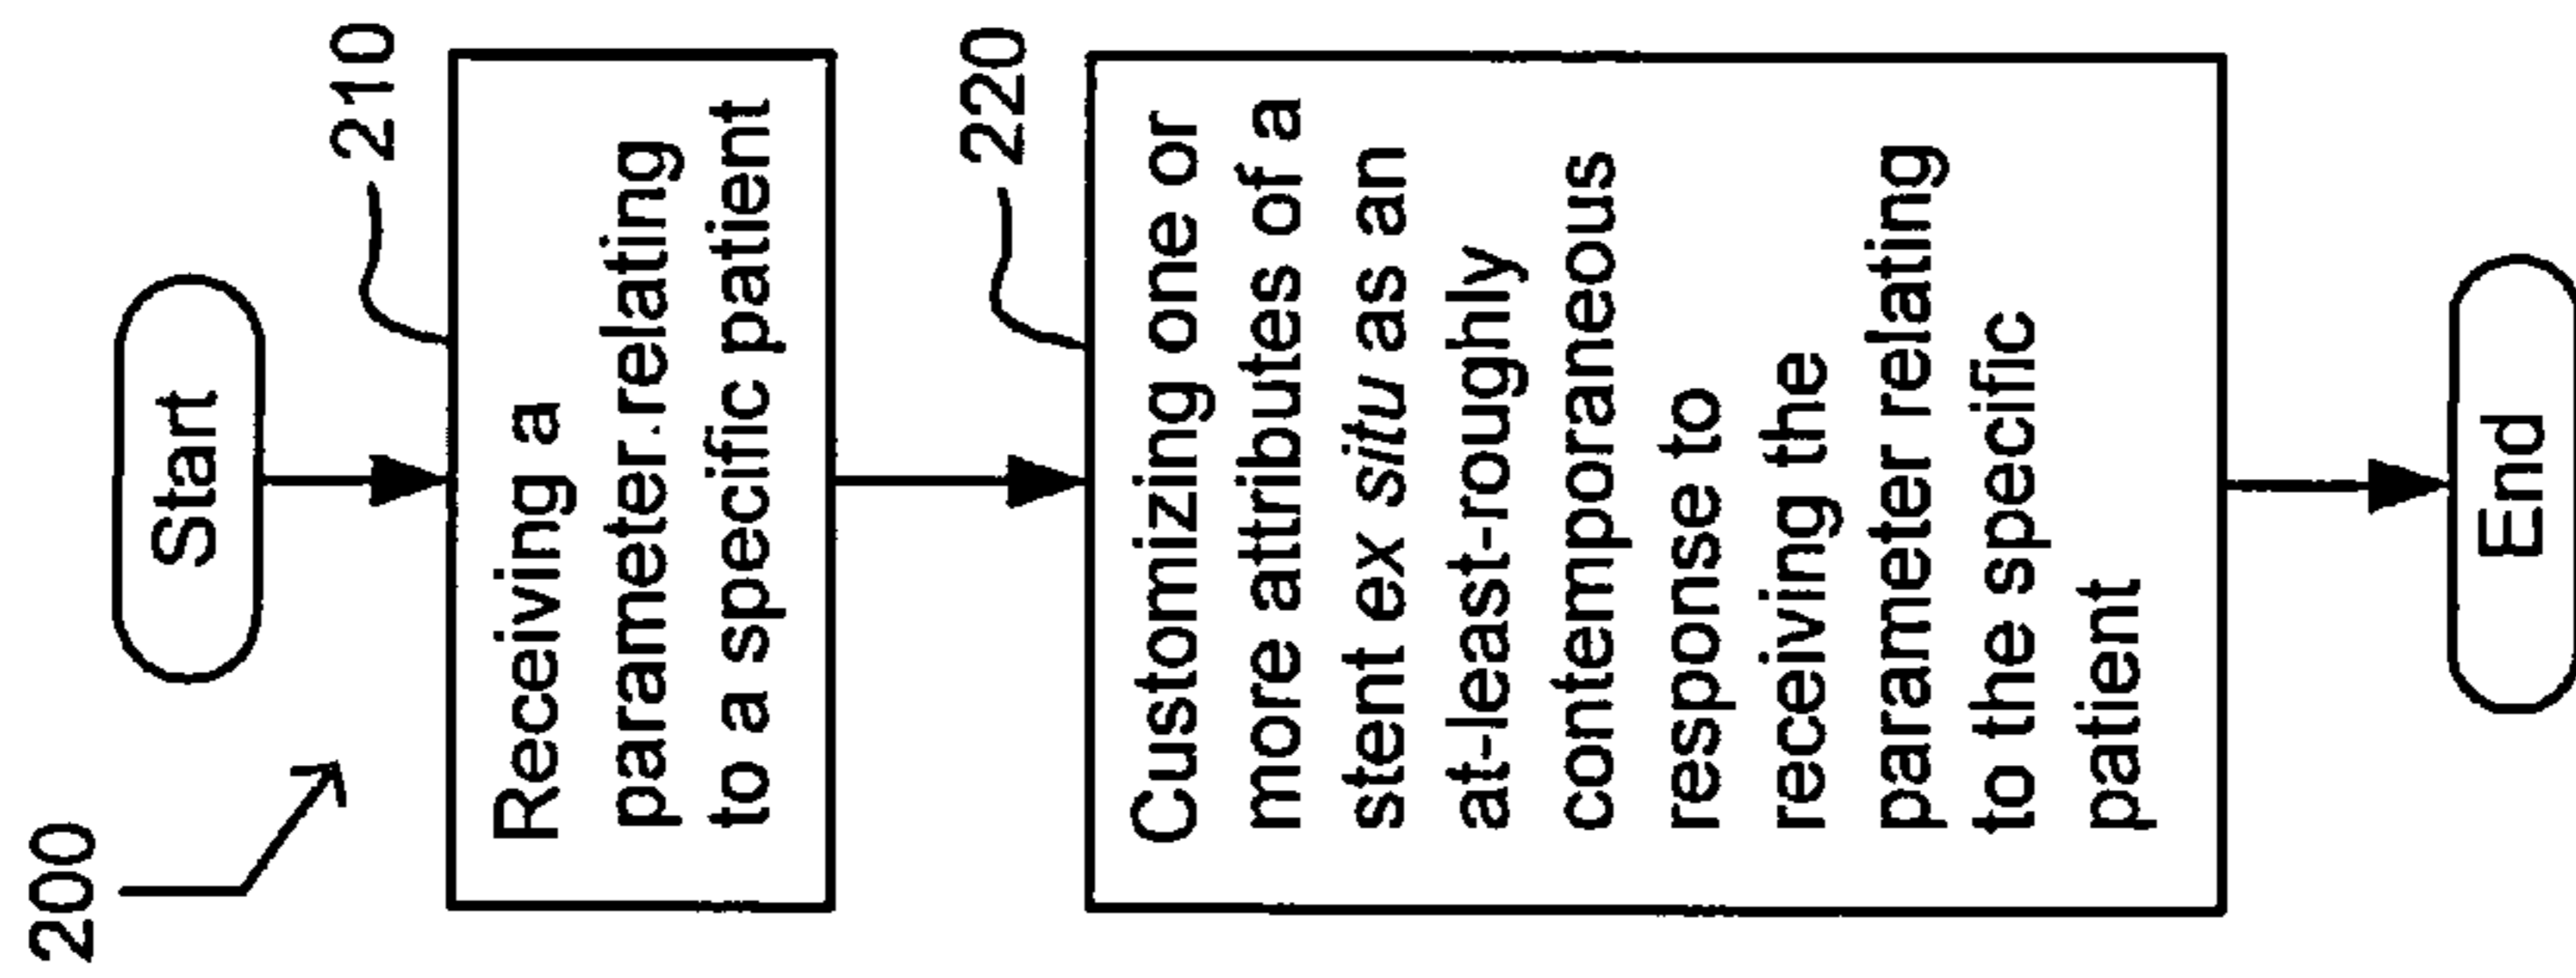 200
Start
210
Receiving a
parameter relating
to a specific patient
220
Customizing one or
more attributes of a
stent ex situ as an
at-least-roughly
contemporaneous
response to
receiving the
parameter relating
to the specific
patient
End